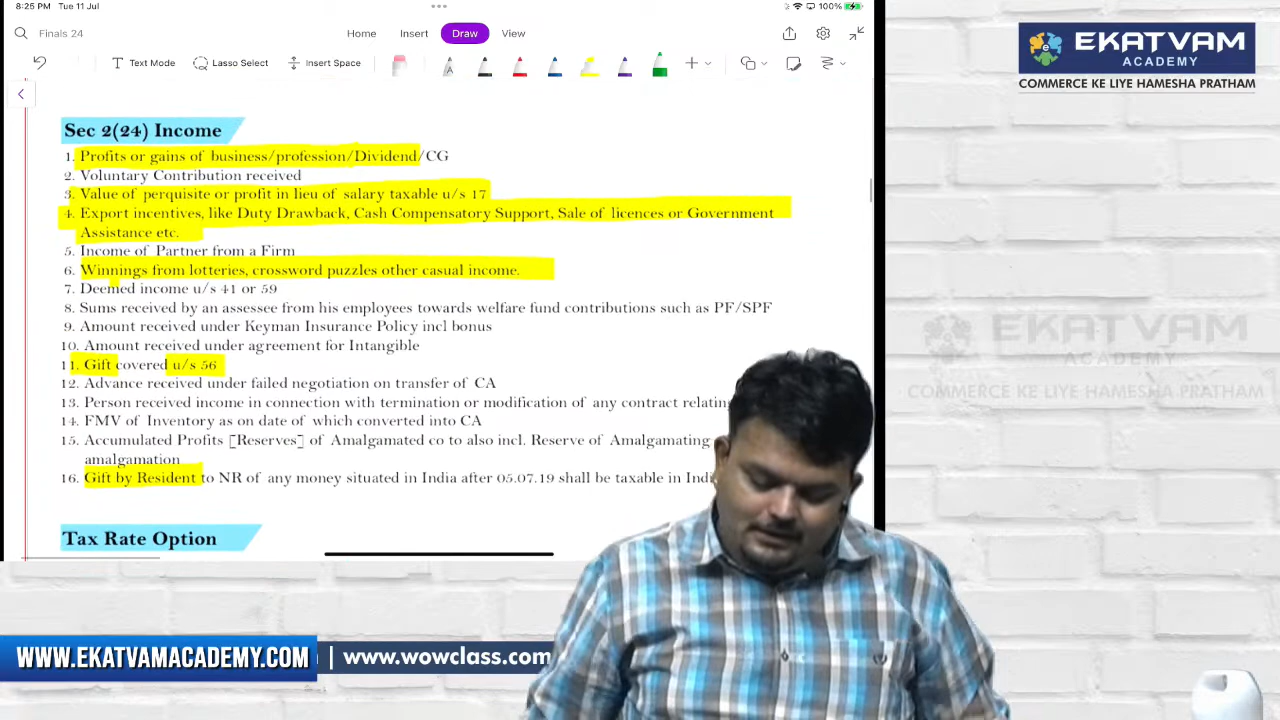 8:25 PM Tue 11 Jul
100%
Finals 24
Home Insert Draw View
Text Mode Lasso Select Insert Space
EKATVAM
ACADEMY
COMMERCE KE LIYE HAMESHA PRATHAM
Sec 2(24) Income
1. Profits or gains of business/profession/Dividend/CG
2. Voluntary Contribution received
3. Value of perquisite or profit in lieu of salary taxable u/s 17
4. Export incentives, like Duty Drawback, Cash Compensatory Support, Sale of licences or Government
Assistance etc.
5. Income of Partner from a Firm
6. Winnings from lotteries, crossword puzzles other casual income.
7. Deemed income u/s 41 or 59
8. Sums received by an assessee from his employees towards welfare fund contributions such as PF/SPF
9. Amount received under Keyman Insurance Policy incl bonus
10. Amount received under agreement for Intangible
11. Gift covered u/s 56
12. Advance received under failed negotiation on transfer of CA
13. Person received income in connection with termination or modification of any contract relating
14. FMV of Inventory as on date of which converted into CA
15. Accumulated Profits [Reserves] of Amalgamated co to also incl. Reserve of Amalgamating
amalgamation
16. Gift by Resident to NR of any money situated in India after 05.07.19 shall be taxable in Indi
Tax Rate Option
EKATVAM
ACADEMY
COMMERCE KE LIYE HAMESHA PRATHAM
WWW.EKATVAMACADEMY.COM | www.wowclass.com